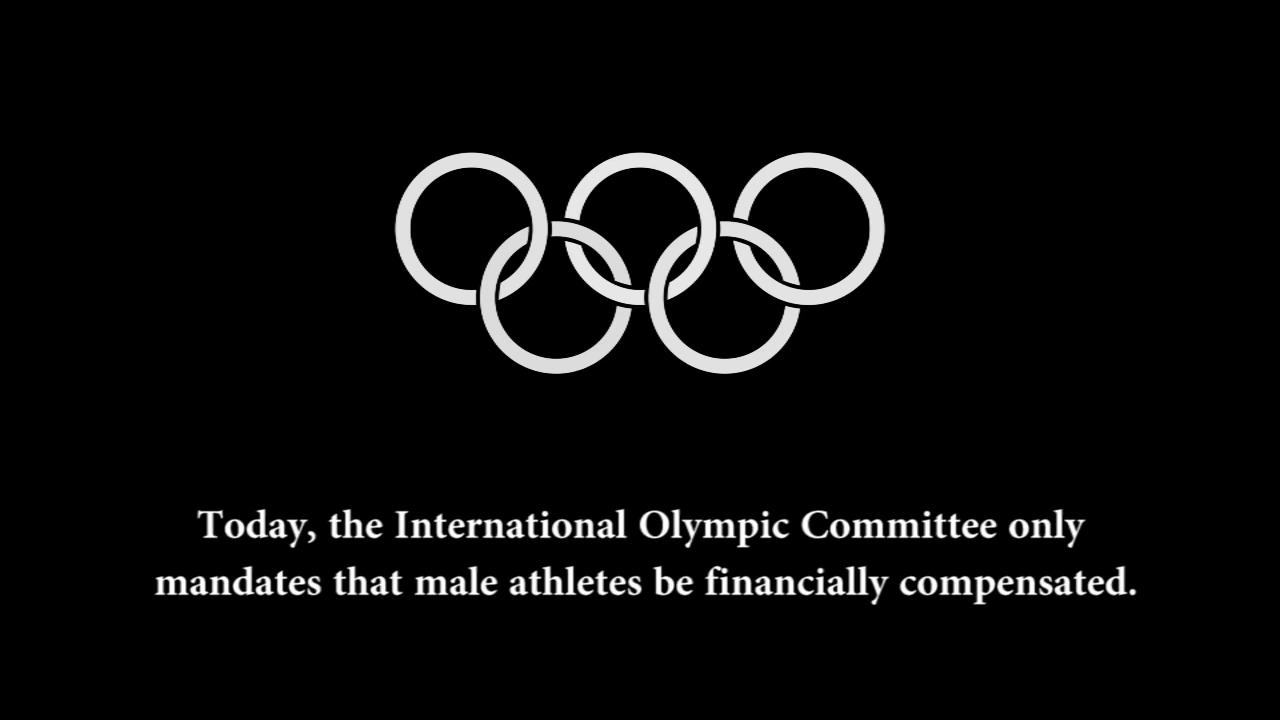 Today, the International Olympic Committee only
mandates that male athletes be financially compensated.